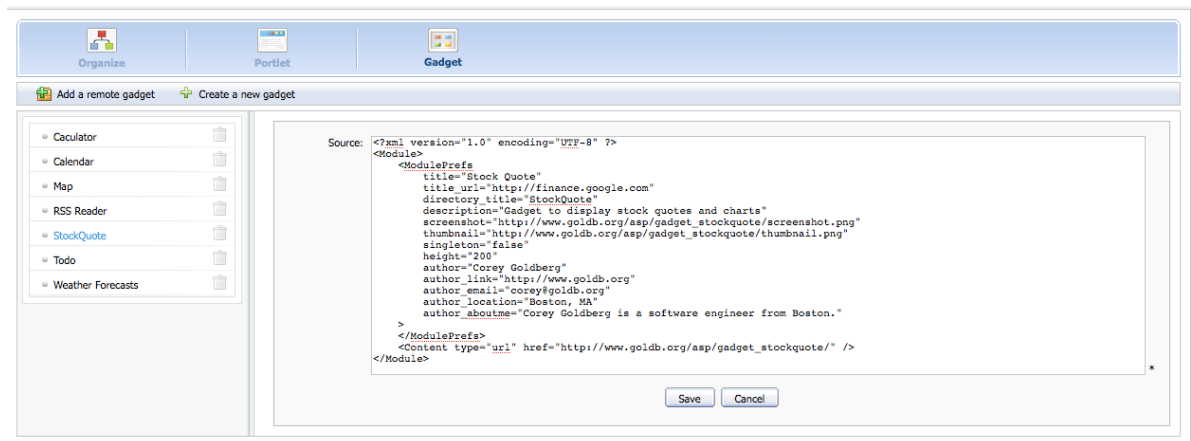 Organize
Portlet
Gadget
Add a remote gadget
Create a new gadget
Caculator
Calendar
Map
RSS Reader
StockQuote
Todo
Weather Forecasts
Source:
<?xml version="1.0" encoding="UTF-8" ?>
<Module>
    <ModulePrefs
        title="Stock Quote"
        title_url="http://finance.google.com"
        directory_title="StockQuote"
        description="Gadget to display stock quotes and charts"
        screenshot="http://www.goldb.org/asp/gadget_stockquote/screenshot.png"
        thumbnail="http://www.goldb.org/asp/gadget_stockquote/thumbnail.png"
        singleton="false"
        height="200"
        author="Corey Goldberg"
        author_link="http://www.goldb.org"
        author_email="corey@goldb.org"
        author_location="Boston, MA"
        author_aboutme="Corey Goldberg is a software engineer from Boston."
    >
    </ModulePrefs>
    <Content type="url" href="http://www.goldb.org/asp/gadget_stockquote/" />
</Module>
*
Save
Cancel